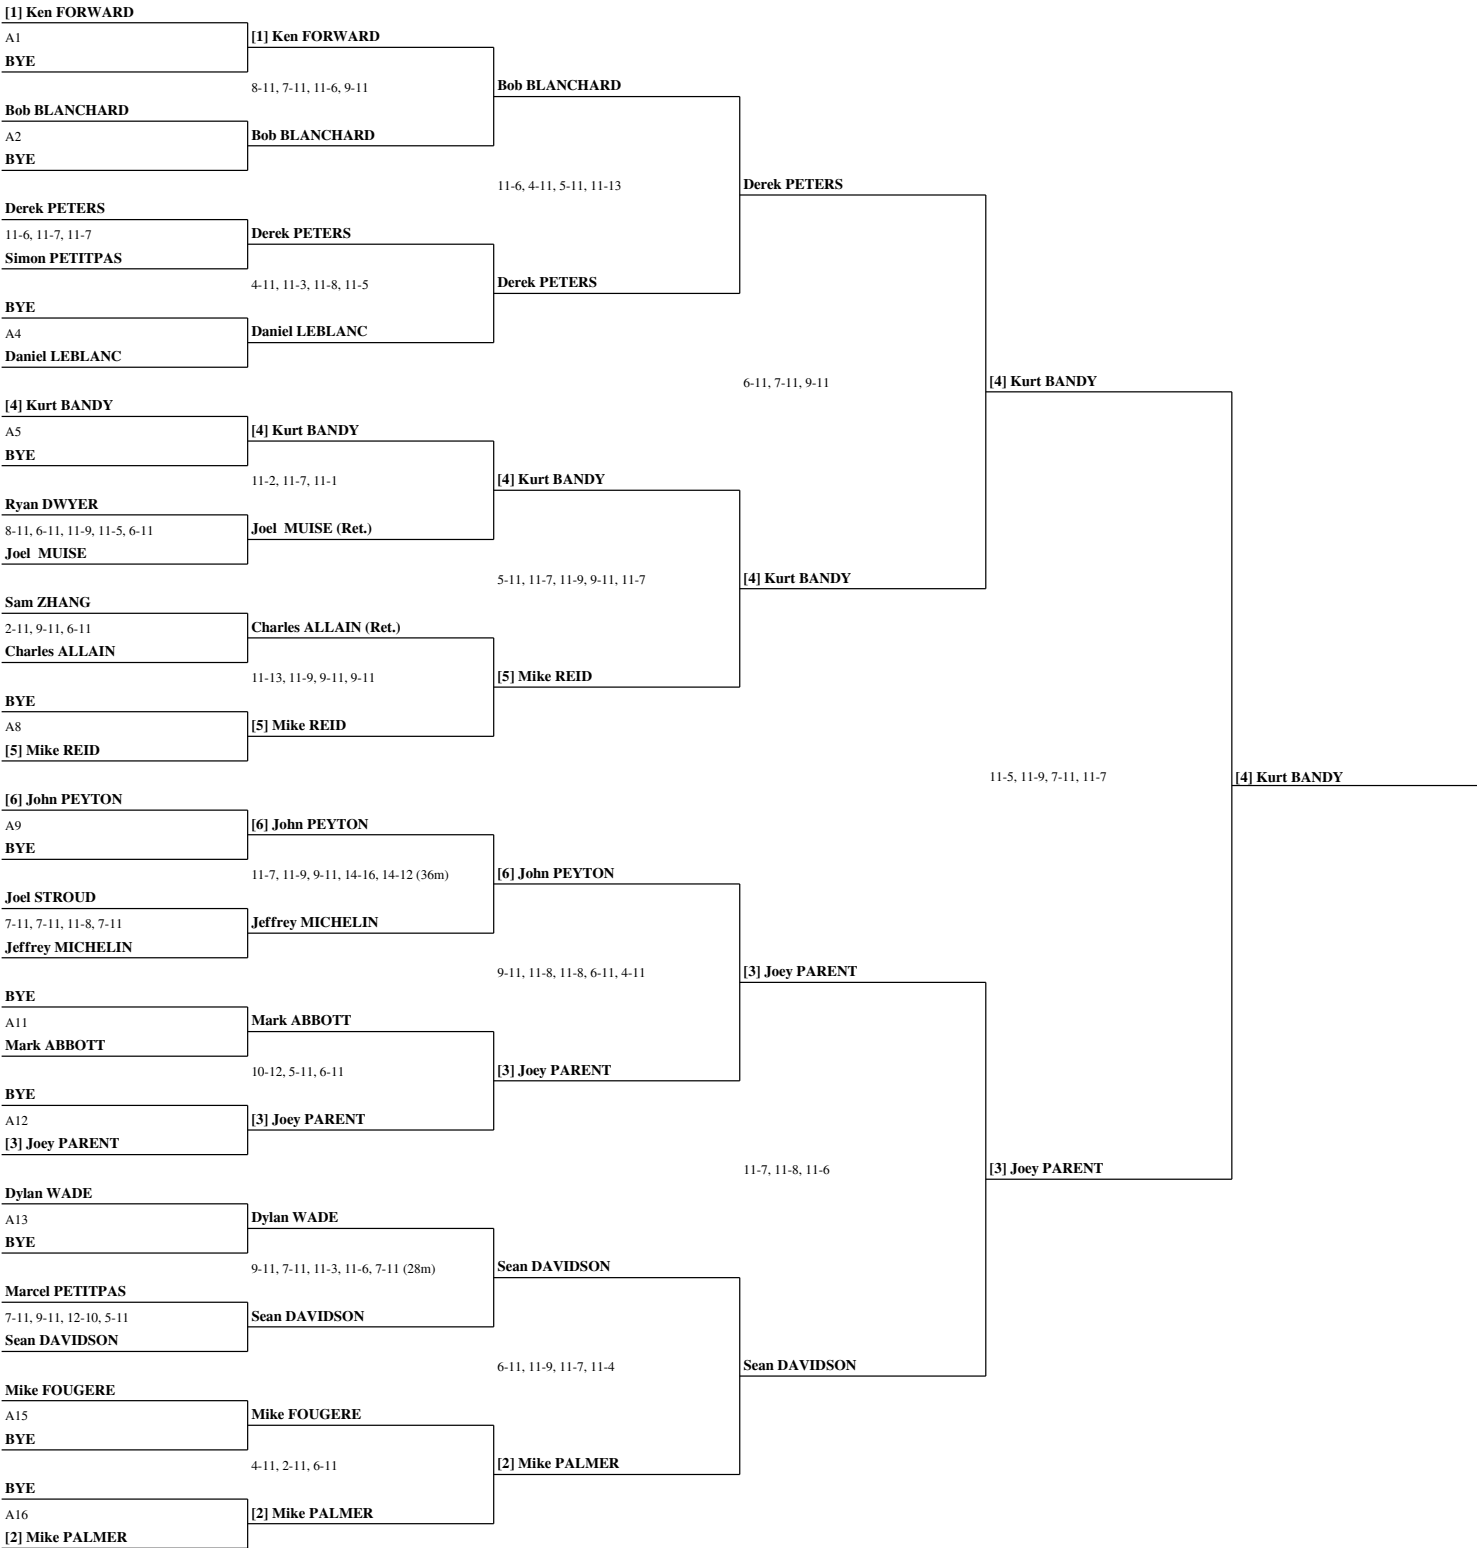 [1] Ken FORWARD
A1
BYE
Bob BLANCHARD
A2
BYE
Derek PETERS
11-6, 11-7, 11-7
Simon PETITPAS
BYE
A4
Daniel LEBLANC
[4] Kurt BANDY
A5
BYE
Ryan DWYER
8-11, 6-11, 11-9, 11-5, 6-11
Joel  MUISE
Sam ZHANG
2-11, 9-11, 6-11
Charles ALLAIN
BYE
A8
[5] Mike REID
[6] John PEYTON
A9
BYE
Joel STROUD
7-11, 7-11, 11-8, 7-11
Jeffrey MICHELIN
BYE
A11
Mark ABBOTT
BYE
A12
[3] Joey PARENT
Dylan WADE
A13
BYE
Marcel PETITPAS
7-11, 9-11, 12-10, 5-11
Sean DAVIDSON
Mike FOUGERE
A15
BYE
BYE
A16
[2] Mike PALMER
[1] Ken FORWARD
8-11, 7-11, 11-6, 9-11
Bob BLANCHARD
Derek PETERS
4-11, 11-3, 11-8, 11-5
Daniel LEBLANC
[4] Kurt BANDY
11-2, 11-7, 11-1
Joel  MUISE (Ret.)
Charles ALLAIN (Ret.)
11-13, 11-9, 9-11, 9-11
[5] Mike REID
[6] John PEYTON
11-7, 11-9, 9-11, 14-16, 14-12 (36m)
Jeffrey MICHELIN
Mark ABBOTT
10-12, 5-11, 6-11
[3] Joey PARENT
Dylan WADE
9-11, 7-11, 11-3, 11-6, 7-11 (28m)
Sean DAVIDSON
Mike FOUGERE
4-11, 2-11, 6-11
[2] Mike PALMER
Bob BLANCHARD
11-6, 4-11, 5-11, 11-13
Derek PETERS
[4] Kurt BANDY
5-11, 11-7, 11-9, 9-11, 11-7
[5] Mike REID
[6] John PEYTON
9-11, 11-8, 11-8, 6-11, 4-11
[3] Joey PARENT
Sean DAVIDSON
6-11, 11-9, 11-7, 11-4
[2] Mike PALMER
Derek PETERS
6-11, 7-11, 9-11
[4] Kurt BANDY
[3] Joey PARENT
11-7, 11-8, 11-6
Sean DAVIDSON
[4] Kurt BANDY
11-5, 11-9, 7-11, 11-7
[3] Joey PARENT
[4] Kurt BANDY